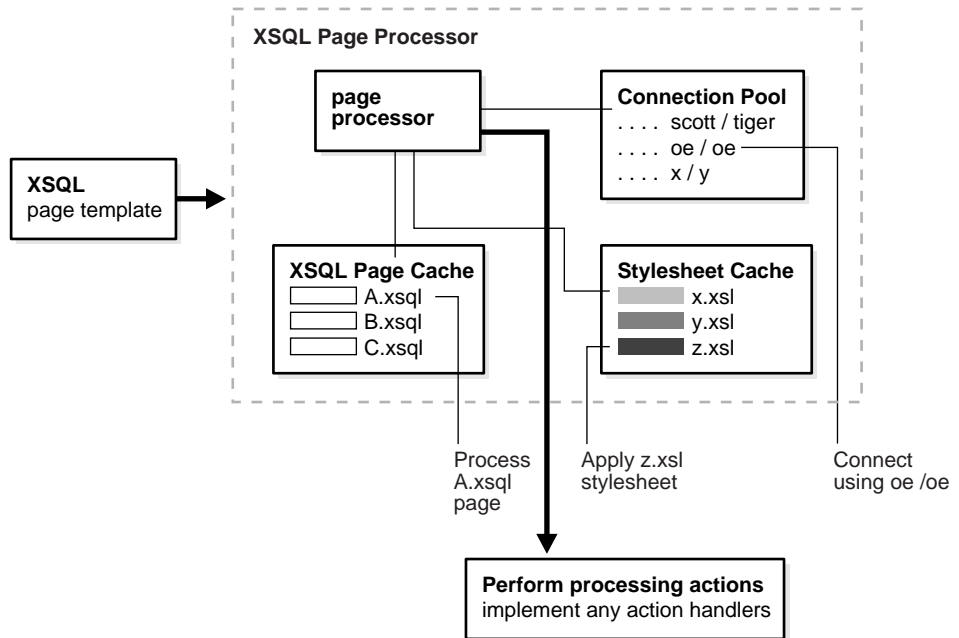 XSQL Page Processor
page
processor
Connection Pool
. . . . scott / tiger
. . . . oe / oe
. . . . x / y
XSQL
page template
XSQL Page Cache
A.xsql
B.xsql
C.xsql
Stylesheet Cache
x.xsl
y.xsl
z.xsl
Process
A.xsql
page
Apply z.xsl
stylesheet
Connect
using oe /oe
Perform processing actions
implement any action handlers